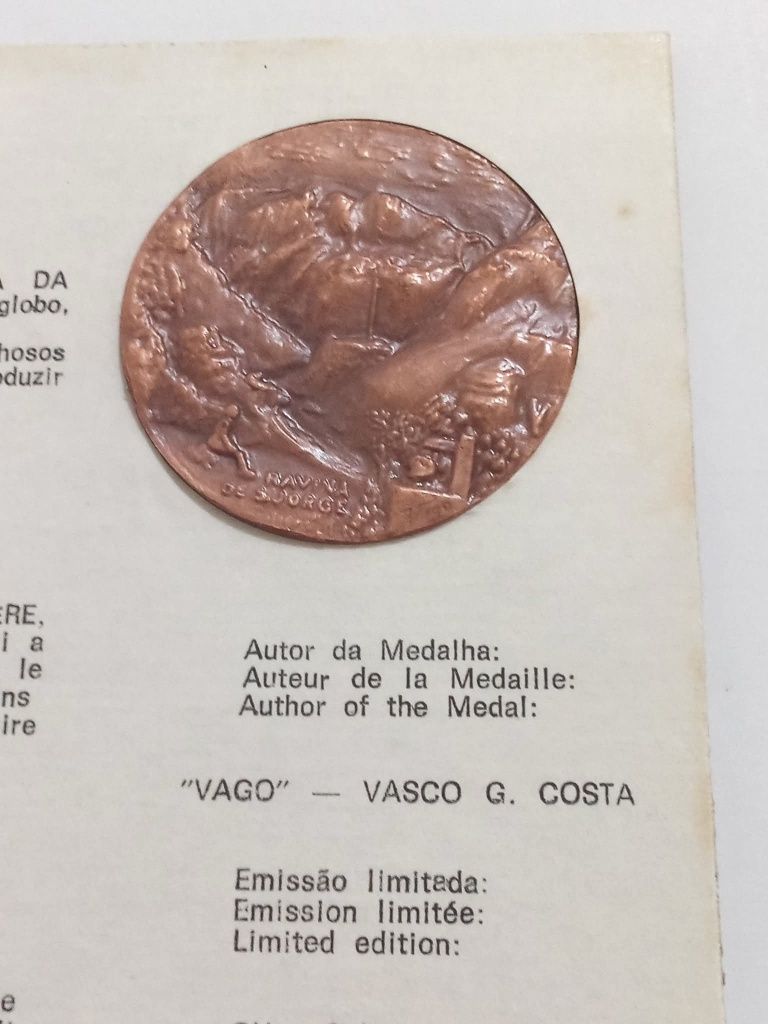 A DA
globo,
hosos
oduzir
RAVINA
DE S.JORGE
ERE,
i a
le
ns
ire
Autor da Medalha:
Auteur de la Medaille:
Author of the Medal:
"VAGO" — VASCO G. COSTA
Emissão limitada:
Emission limitée:
Limited edition:
e